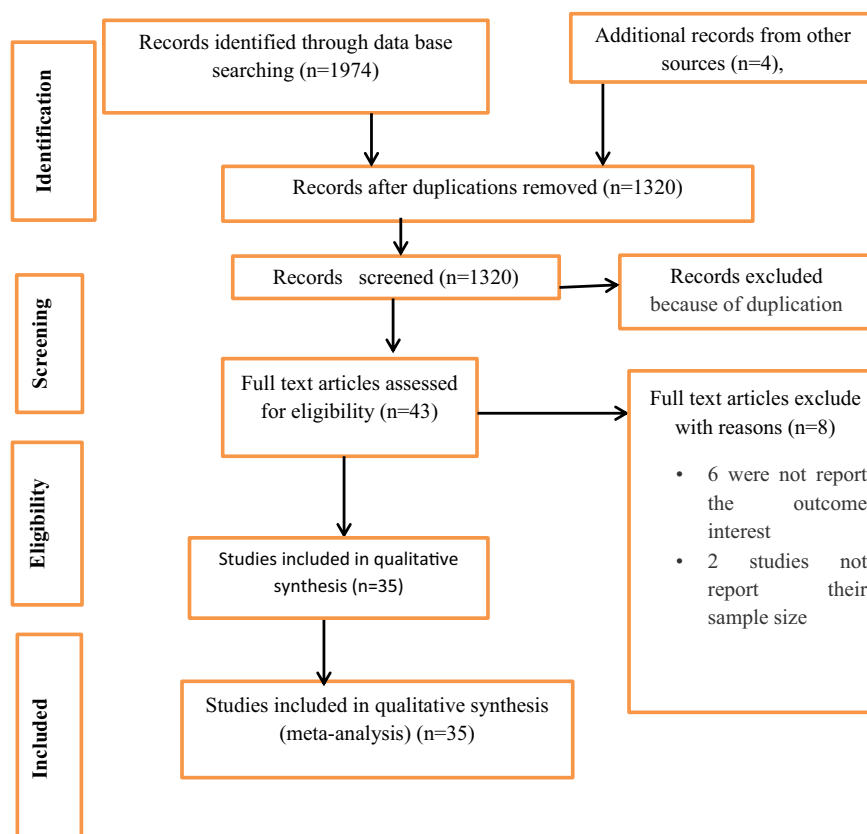 Identification
Records identified through data base
searching (n=1974)
Additional records from other
sources (n=4),
Records after duplications removed (n=1320)
Screening
Records screened (n=1320)
Records excluded
because of duplication
Full text articles assessed
for eligibility (n=43)
Full text articles exclude
with reasons (n=8)
• 6 were not report
the outcome
interest
• 2 studies not
report their
sample size
Eligibility
Studies included in qualitative
synthesis (n=35)
Included
Studies included in qualitative synthesis
(meta-analysis) (n=35)